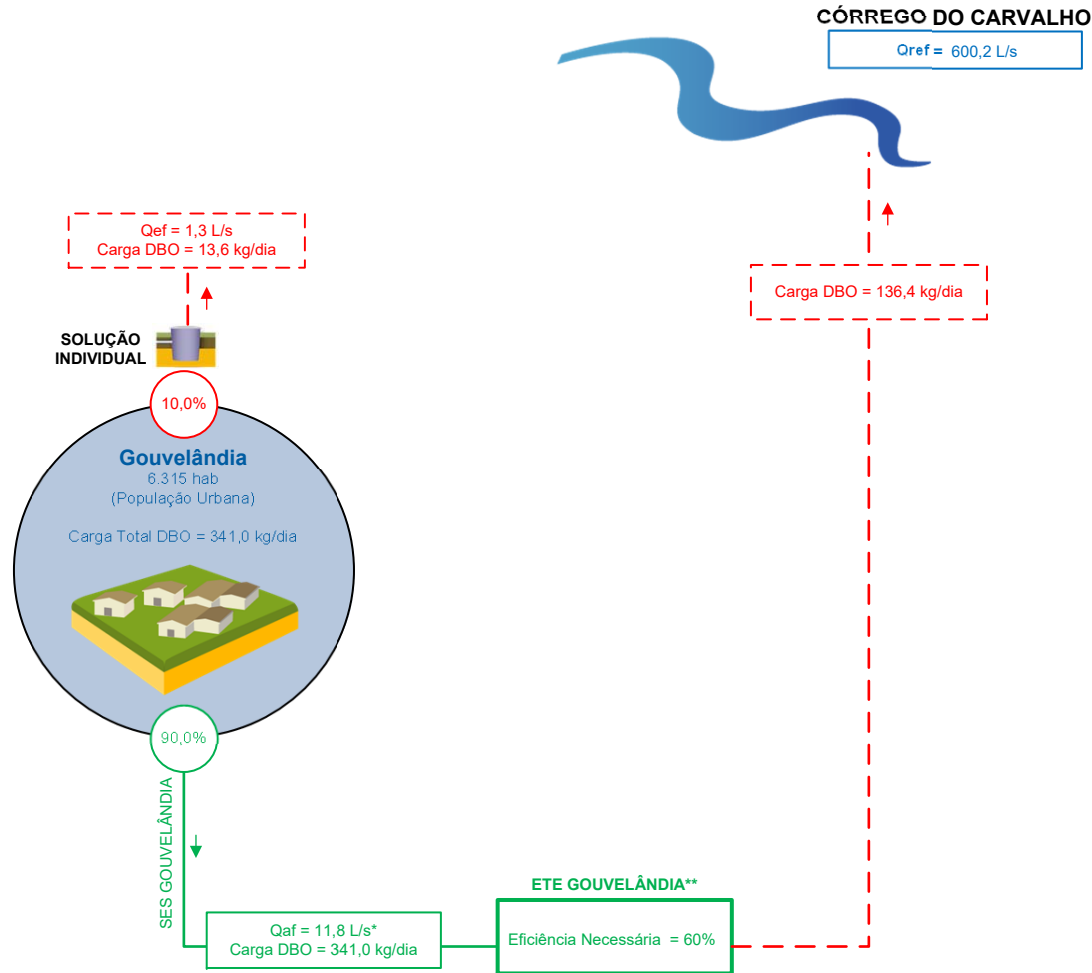 CÓRREGO DO CARVALHO
Qref = 600,2 L/s
Qef = 1,3 L/s
Carga DBO = 13,6 kg/dia
Carga DBO = 136,4 kg/dia
SOLUÇÃO
INDIVIDUAL
10,0%
Gouvelândia
6.315 hab
(População Urbana)
Carga Total DBO = 341,0 kg/dia
90,0%
SES GOUVELÂNDIA
ETE GOUVELÂNDIA**
Qaf = 11,8 L/s*
Carga DBO = 341,0 kg/dia
Eficiência Necessária = 60%